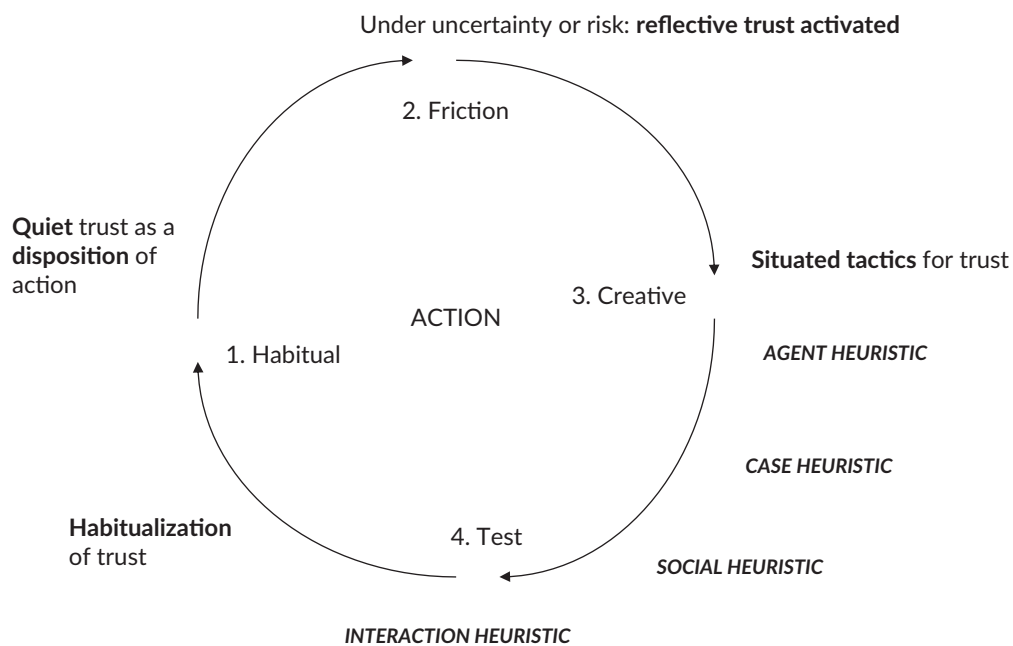 Under uncertainty or risk: reflective trust activated
2. Friction
Quiet trust as a
disposition of
action
Situated tactics for trust
3. Creative
ACTION
1. Habitual
AGENT HEURISTIC
CASE HEURISTIC
Habitualization
of trust
4. Test
SOCIAL HEURISTIC
INTERACTION HEURISTIC